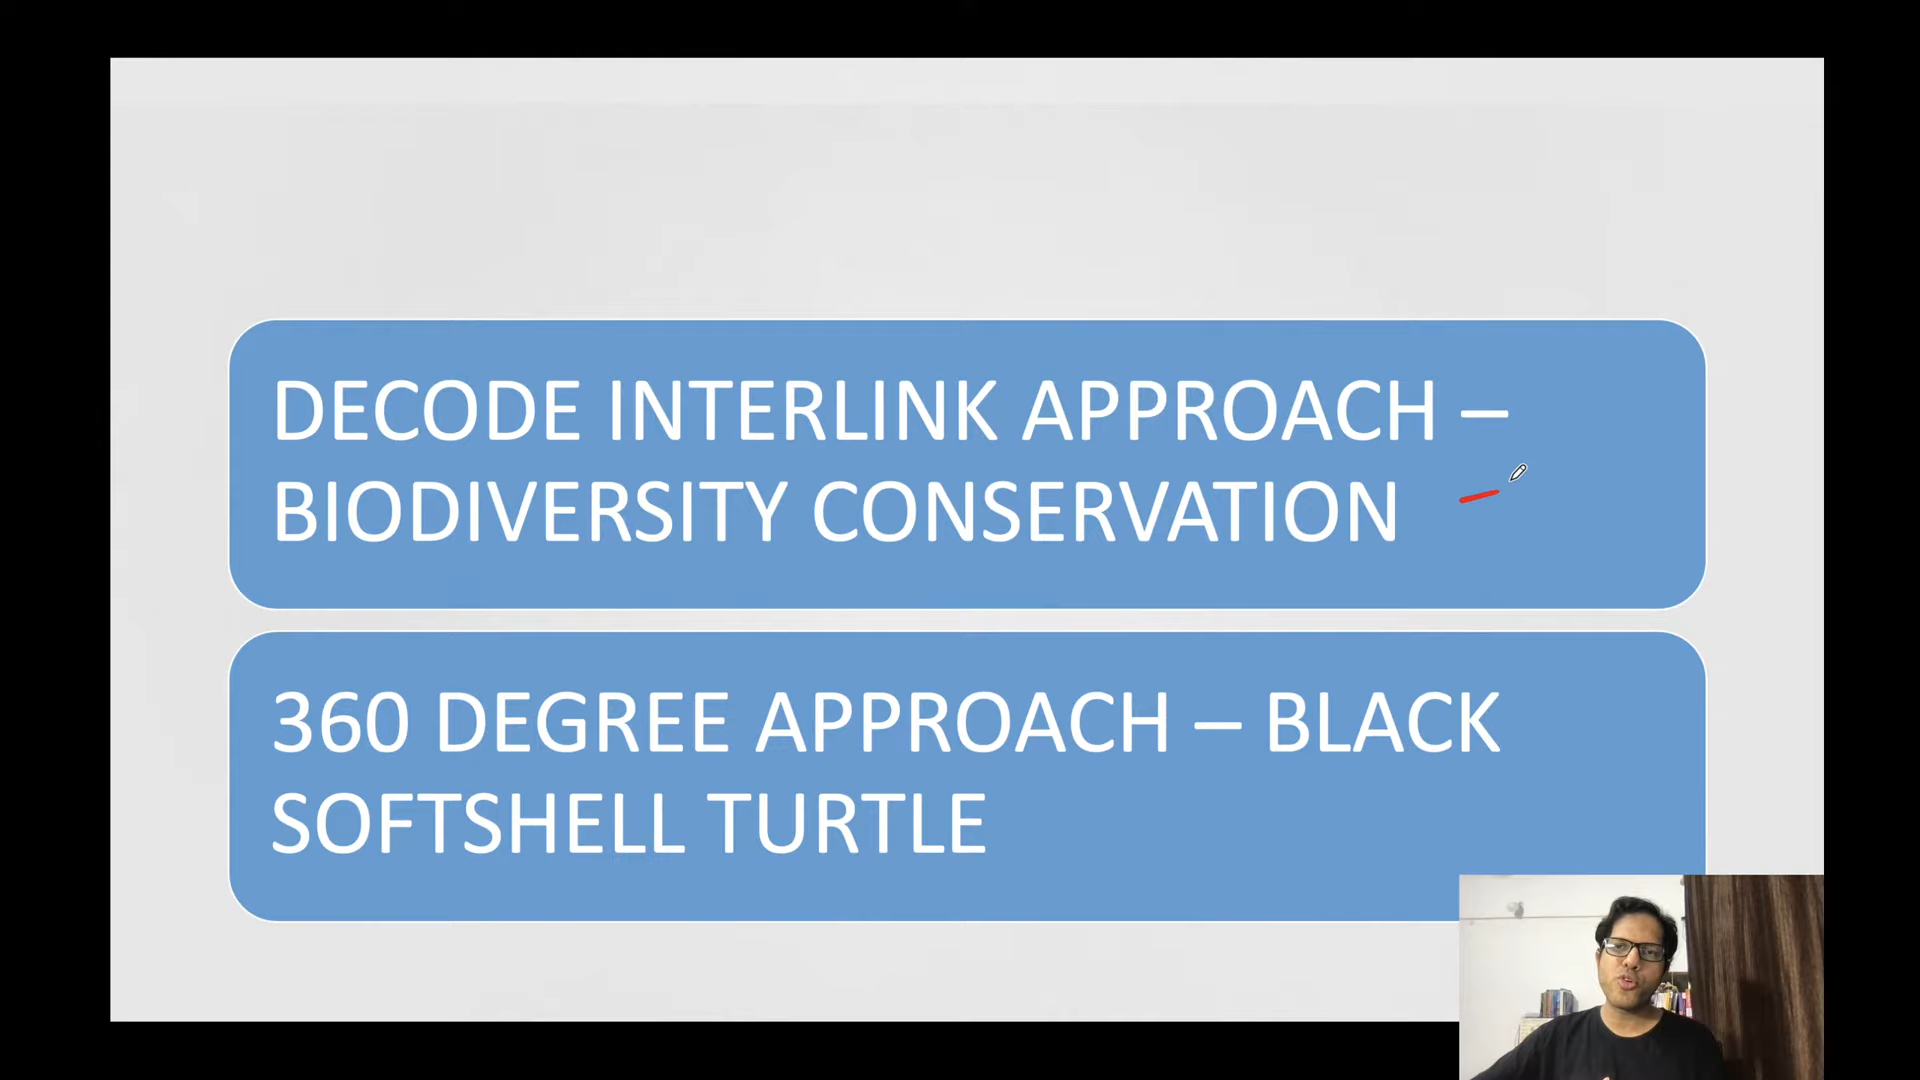 DECODE INTERLINK APPROACH –
BIODIVERSITY CONSERVATION
360 DEGREE APPROACH – BLACK
SOFTSHELL TURTLE